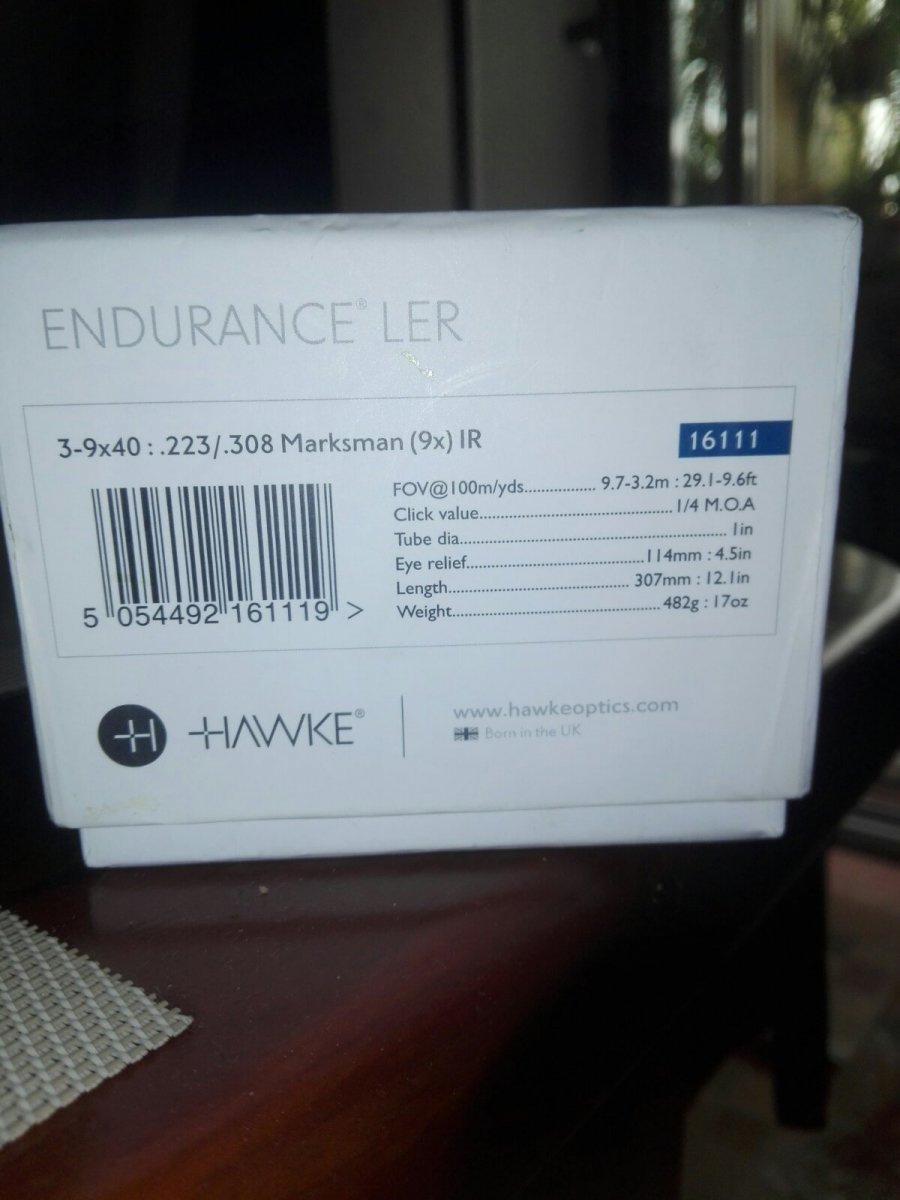 ENDURANCE® LER
3-9x40 : .223/.308 Marksman (9x) IR
16111
FOV@100m/yds................ 9.7-3.2m : 29.1-9.6ft
Click value........................................... 1/4 M.O.A
Tube dia............................................................ 1in
Eye relief.......................................114mm : 4.5in
Length........................................ 307mm : 12.1in
Weight..............................................482g : 17oz
5 054492 161119 >
H HAWKE®
www.hawkeoptics.com
Born in the UK